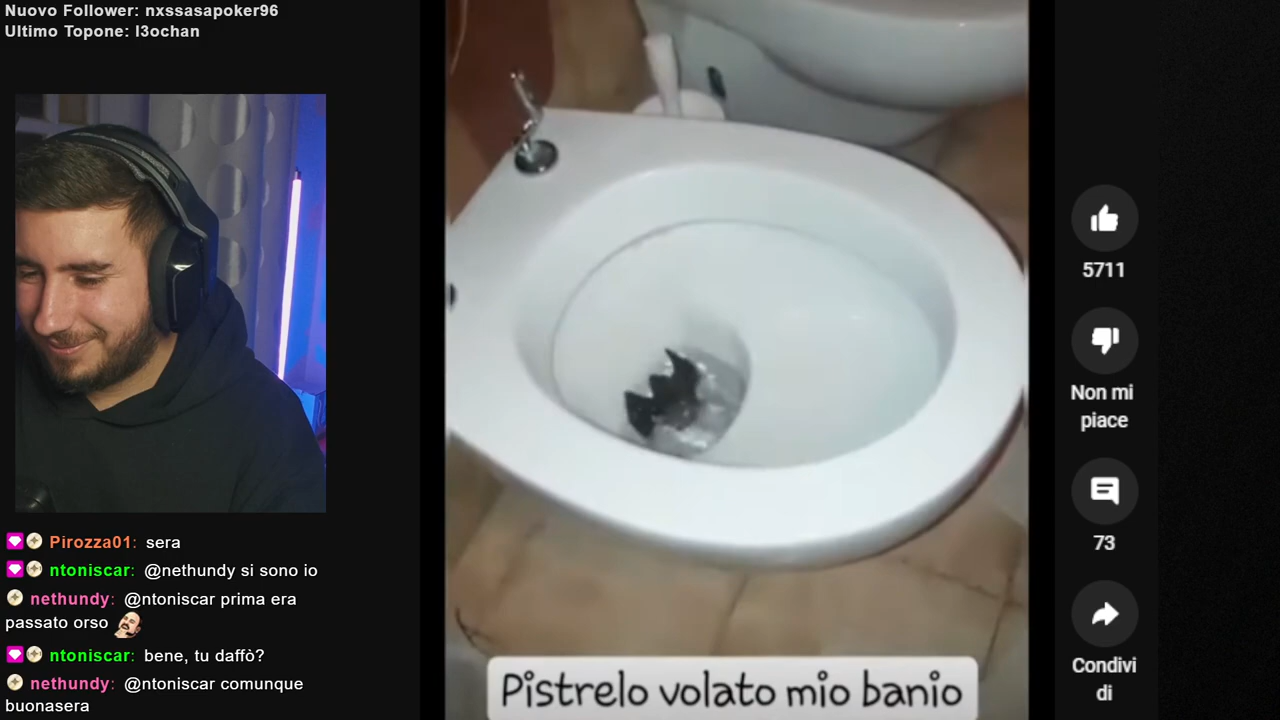 Nuovo Follower: nxssasapoker96
Ultimo Topone: l3ochan
Pirozza01: sera
ntoniscar: @nethundy si sono io
nethundy: @ntoniscar prima era
passato orso
ntoniscar: bene, tu daffò?
nethundy: @ntoniscar comunque
buonasera
Pistrelo volato mio banio
5711
Non mi
piace
73
Condivi
di